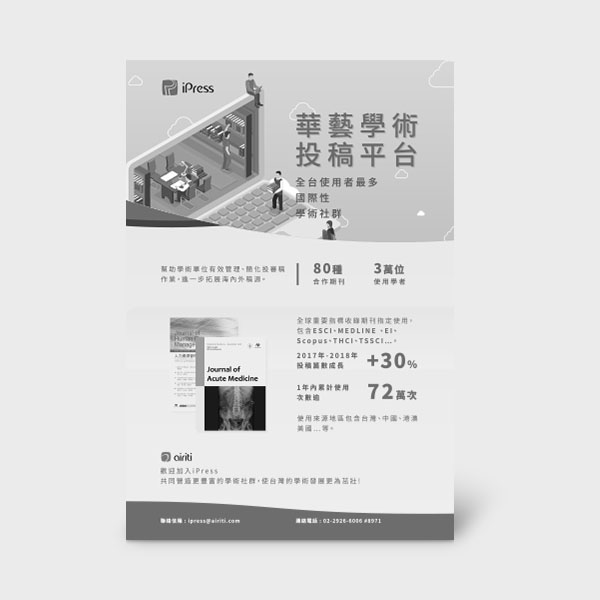 iPress
華藝學術
投稿平台
全台使用者最多
國際性
學術社群
幫助學術單位有效管理、簡化投審稿
作業。進一步拓展海內外稿源。
80種
合作期刊
3萬位
使用學者
全球重要指標收錄期刊指定使用。
包含ESCI、MEDLINE、EI、
Scopus、THCI、TSSCI…。
2017年-2018年
投稿篇數成長
+30%
1年內累計使用
次數逾
72萬次
使用來源地區包含台灣、中國、港澳
美國…等。
Journal of
Human
Manage
Journal of
Acute Medicine
airiti
歡迎加入iPress
共同營造更豐富的學術社群,使台灣的學術發展更為茁壯!
聯絡信箱：ipress@airiti.com
連絡電話：02-2926-6006 #8971